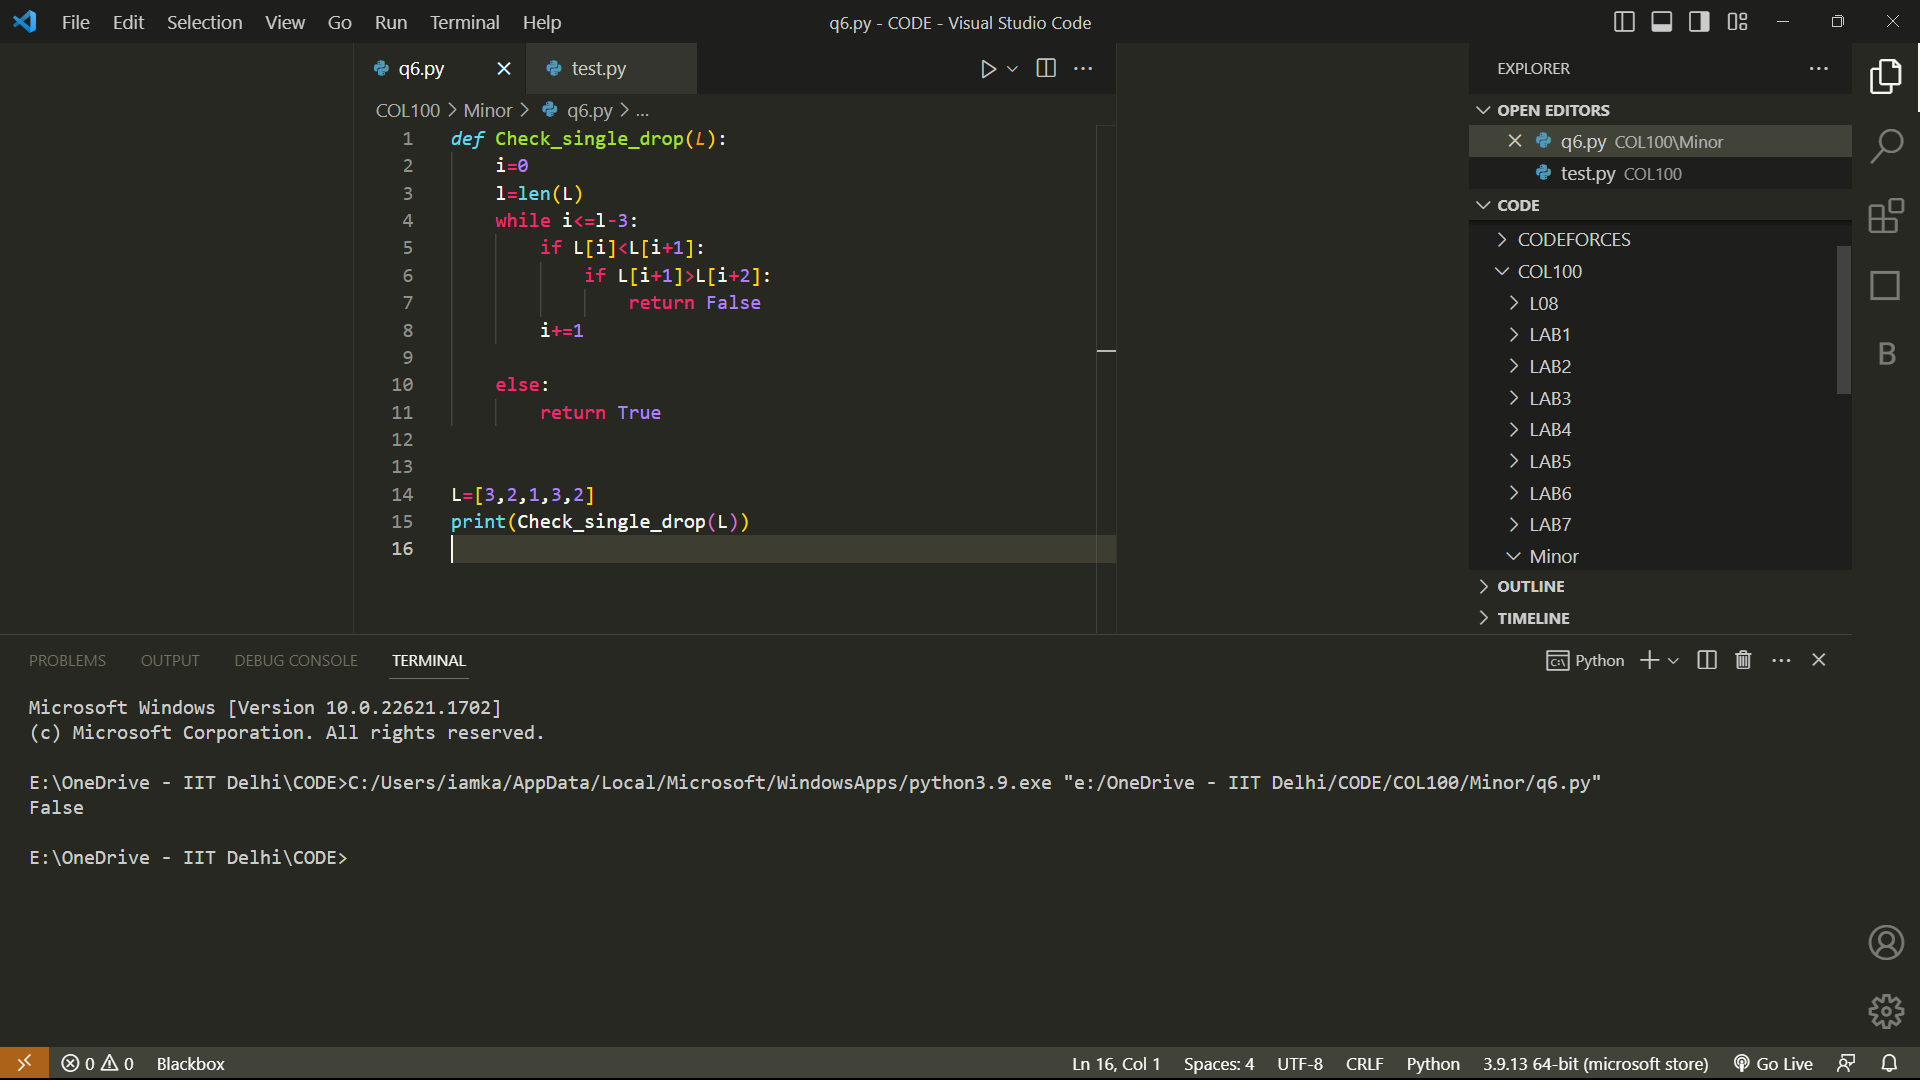 File Edit Selection View Go Run Terminal Help
q6.py - CODE - Visual Studio Code
q6.py
test.py
COL100 > Minor > q6.py > ...
1 def Check_single_drop(L):
2 i=0
3 l=len(L)
4 while i<=l-3:
5 if L[i]<L[i+1]:
6 if L[i+1]>L[i+2]:
7 return False
8 i+=1
9
10 else:
11 return True
12
13
14 L=[3,2,1,3,2]
15 print(Check_single_drop(L))
16
EXPLORER
OPEN EDITORS
q6.py COL100\Minor
test.py COL100
CODE
CODEFORCES
COL100
L08
LAB1
LAB2
LAB3
LAB4
LAB5
LAB6
LAB7
Minor
OUTLINE
TIMELINE
B
PROBLEMS OUTPUT DEBUG CONSOLE TERMINAL
Python
Microsoft Windows [Version 10.0.22621.1702]
(c) Microsoft Corporation. All rights reserved.
E:\OneDrive - IIT Delhi\CODE>C:/Users/iamka/AppData/Local/Microsoft/WindowsApps/python3.9.exe "e:/OneDrive - IIT Delhi/CODE/COL100/Minor/q6.py"
False
E:\OneDrive - IIT Delhi\CODE>
0 0 Blackbox
Ln 16, Col 1 Spaces: 4 UTF-8 CRLF Python 3.9.13 64-bit (microsoft store) Go Live